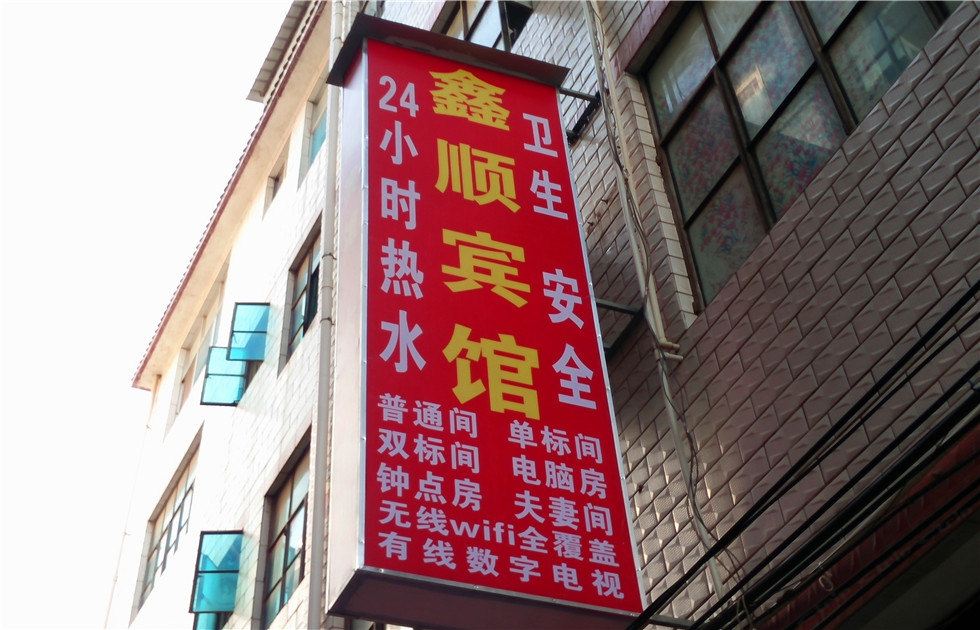 鑫顺宾馆
24小时热水
卫生 安全
普通间 单标间
双标间 电脑房
钟点房 夫妻间
无线wifi全覆盖
有线数字电视